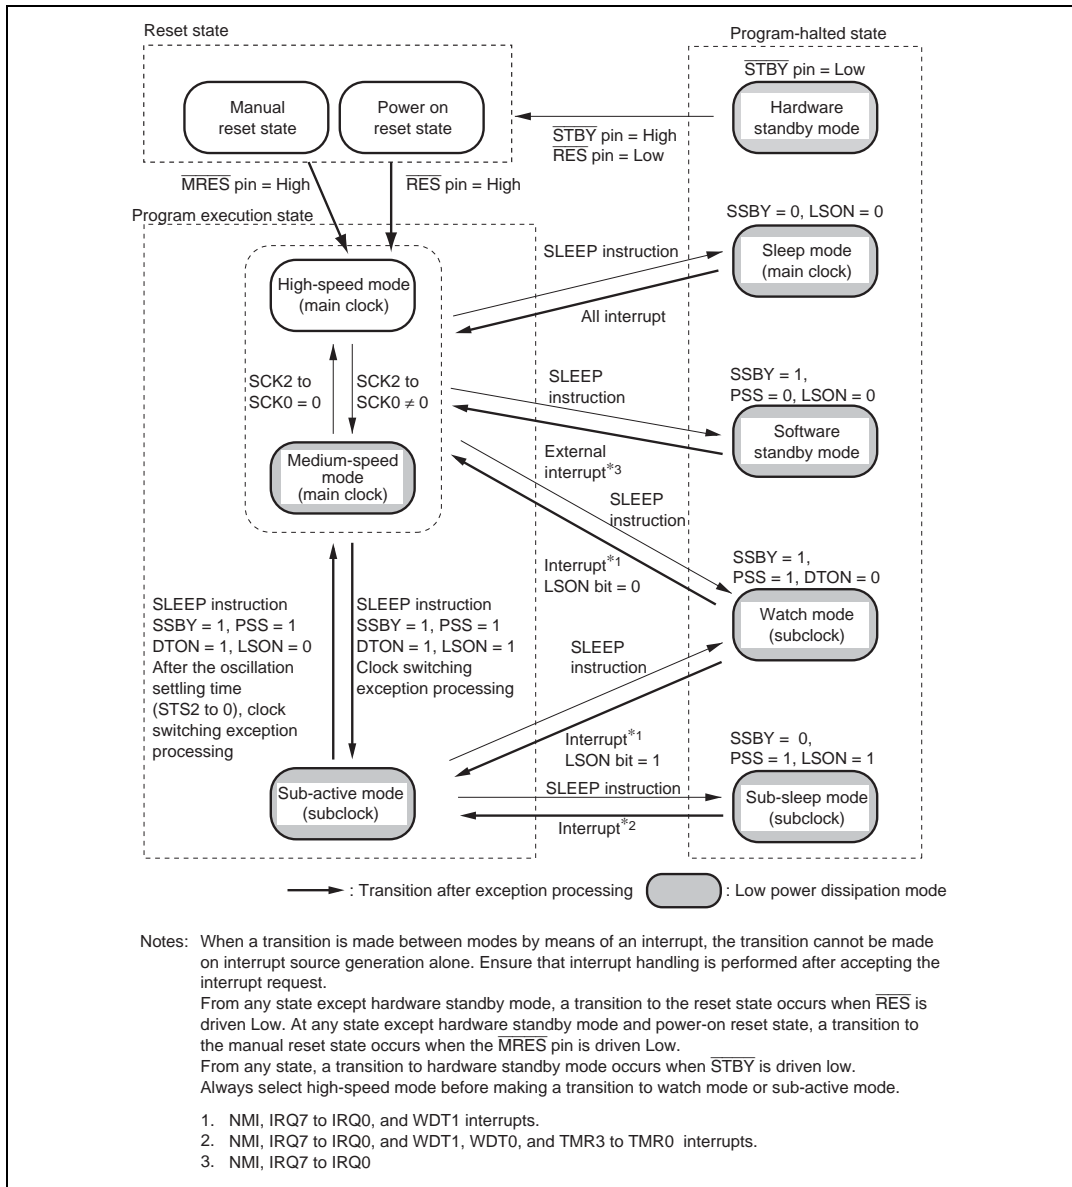 Reset state
Program-halted state
STBY pin = Low
Manual
reset state
Power on
reset state
Hardware
standby mode
STBY pin = High
RES pin = Low
MRES pin = High
RES pin = High
Program execution state
SSBY = 0, LSON = 0
High-speed mode
(main clock)
SLEEP instruction
Sleep mode
(main clock)
All interrupt
SCK2 to
SCK0 = 0
SCK2 to
SCK0 ≠ 0
SLEEP
instruction
SSBY = 1,
PSS = 0, LSON = 0
Software
standby mode
Medium-speed
mode
(main clock)
External
interrupt*3
SLEEP
instruction
Interrupt*1
LSON bit = 0
SSBY = 1,
PSS = 1, DTON = 0
Watch mode
(subclock)
SLEEP instruction
SSBY = 1, PSS = 1
DTON = 1, LSON = 0
After the oscillation
settling time
(STS2 to 0), clock
switching exception
processing
SLEEP instruction
SSBY = 1, PSS = 1
DTON = 1, LSON = 1
Clock switching
exception processing
SLEEP
instruction
Interrupt*1
LSON bit = 1
SSBY = 0,
PSS = 1, LSON = 1
Sub-active mode
(subclock)
SLEEP instruction
Sub-sleep mode
(subclock)
Interrupt*2
: Transition after exception processing
: Low power dissipation mode
Notes: When a transition is made between modes by means of an interrupt, the transition cannot be made
on interrupt source generation alone. Ensure that interrupt handling is performed after accepting the
interrupt request.
From any state except hardware standby mode, a transition to the reset state occurs when RES is
driven Low. At any state except hardware standby mode and power-on reset state, a transition to
the manual reset state occurs when the MRES pin is driven Low.
From any state, a transition to hardware standby mode occurs when STBY is driven low.
Always select high-speed mode before making a transition to watch mode or sub-active mode.
1. NMI, IRQ7 to IRQ0, and WDT1 interrupts.
2. NMI, IRQ7 to IRQ0, and WDT1, WDT0, and TMR3 to TMR0 interrupts.
3. NMI, IRQ7 to IRQ0